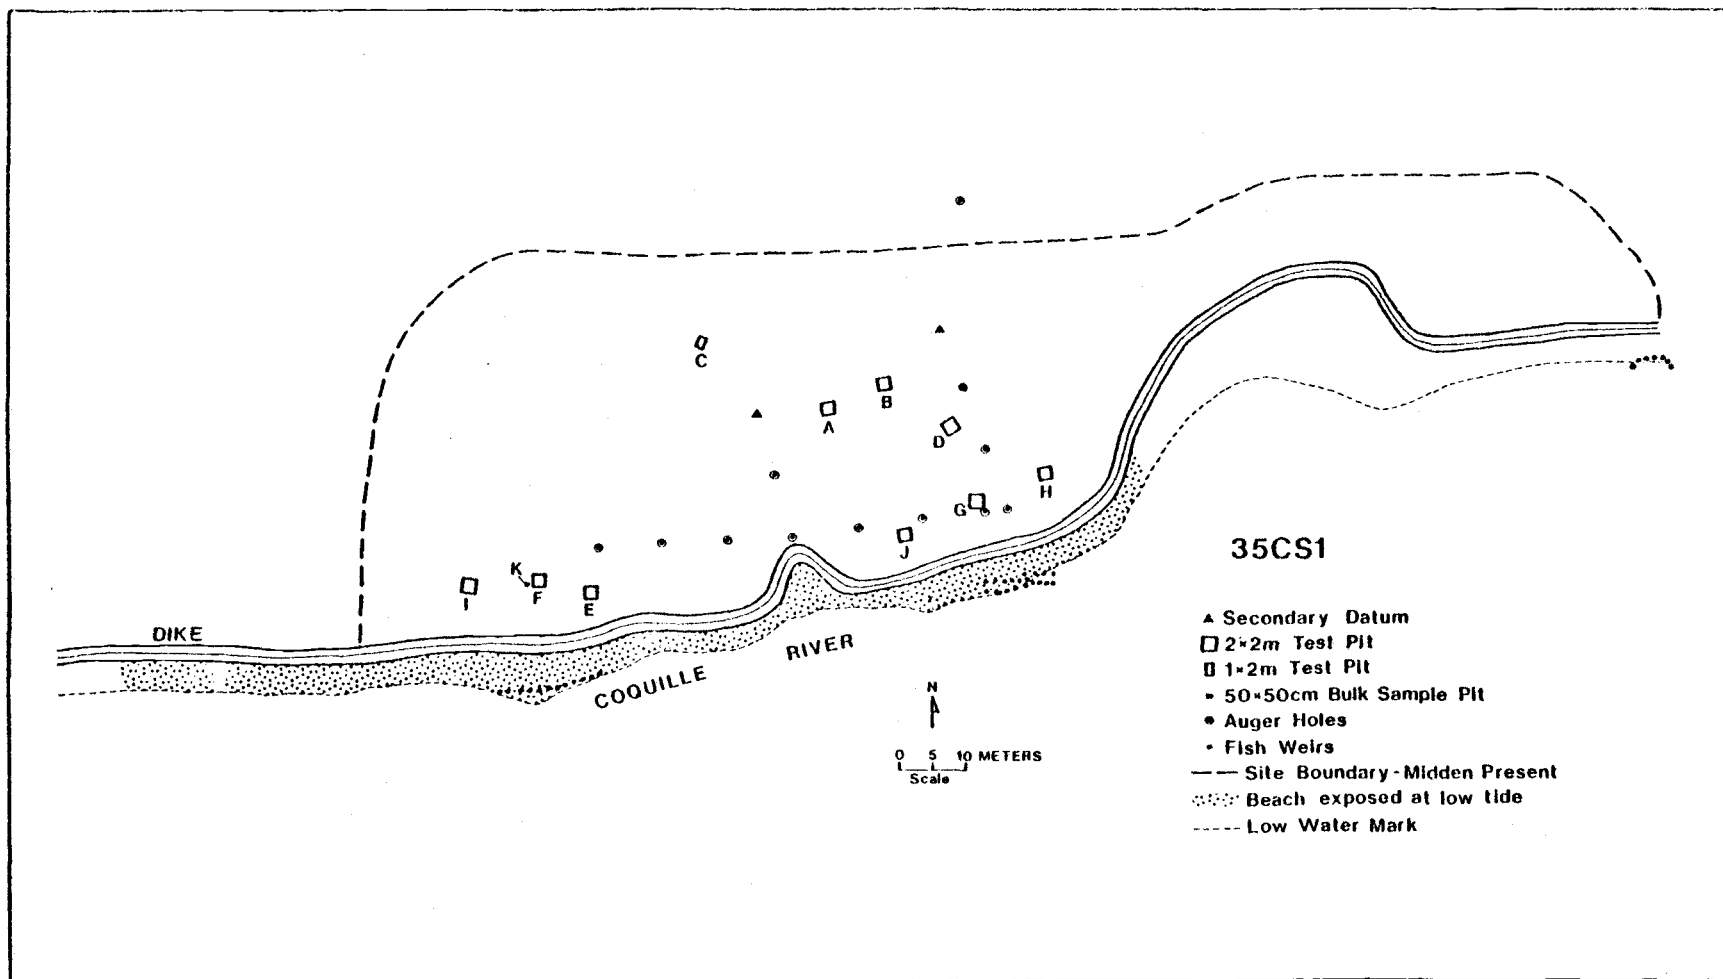 C
B
A
D
H
G
J
K
I
F
E
DIKE
COQUILLE RIVER
35CS1
Secondary Datum
2×2m Test Pit
1×2m Test Pit
50×50cm Bulk Sample Pit
Auger Holes
Fish Weirs
Site Boundary - Midden Present
Beach exposed at low tide
Low Water Mark
N
0 5 10 METERS
Scale